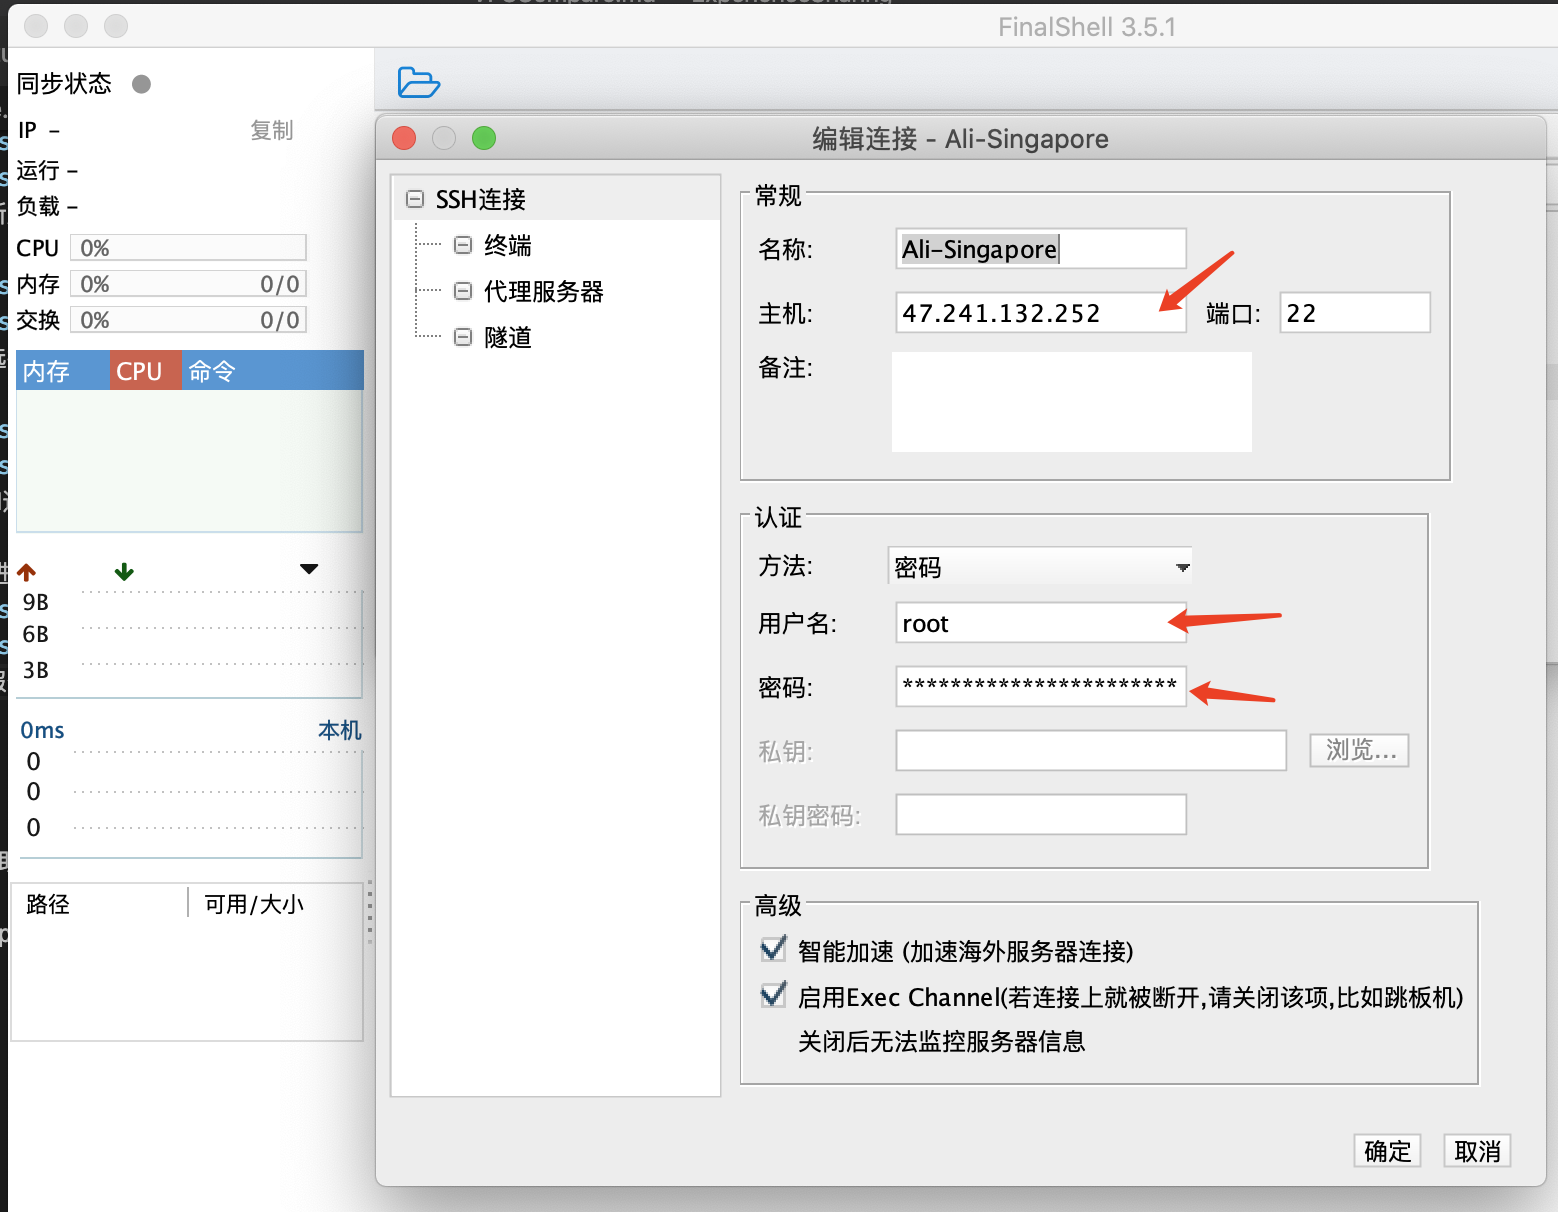 FinalShell 3.5.1
同步状态
IP -
复制
运行 -
负载 -
CPU 0%
内存 0% 0/0
交换 0% 0/0
内存 CPU 命令
9B
6B
3B
0ms 本机
0
0
0
路径 可用/大小
编辑连接 - Ali-Singapore
SSH连接
终端
代理服务器
隧道
常规
名称: Ali-Singapore
主机: 47.241.132.252 端口: 22
备注:
认证
方法: 密码
用户名: root
密码: ***********************
私钥: 浏览...
私钥密码:
高级
智能加速 (加速海外服务器连接)
启用Exec Channel(若连接上就被断开,请关闭该项,比如跳板机)
关闭后无法监控服务器信息
确定 取消